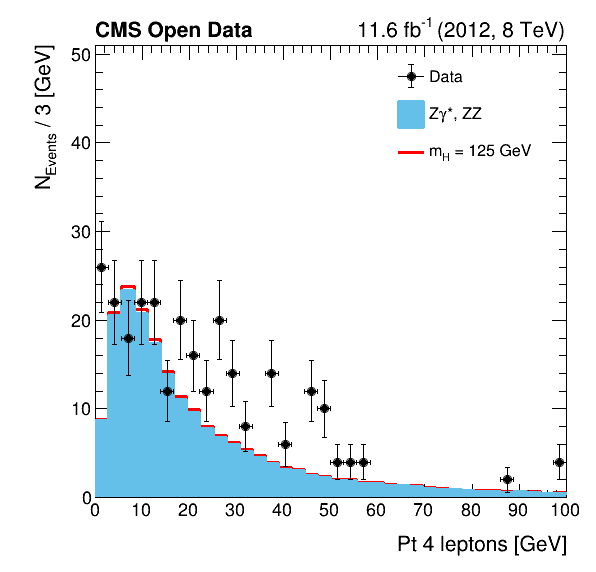 CMS Open Data
11.6 fb⁻¹ (2012, 8 TeV)
N_Events / 3 [GeV]
50
40
30
20
10
0
Data
Zγ*, ZZ
m_H = 125 GeV
0 10 20 30 40 50 60 70 80 90 100
Pt 4 leptons [GeV]